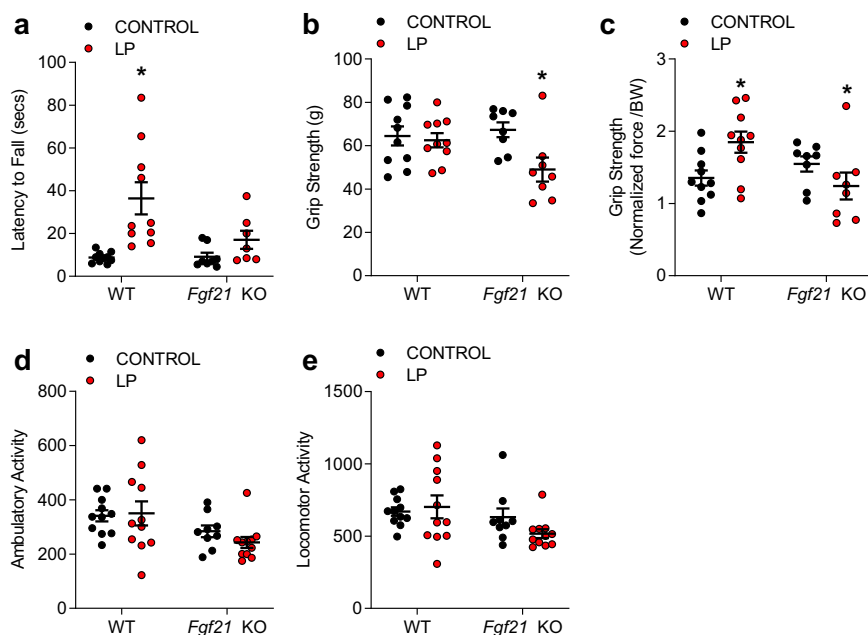 a
CONTROL
LP
Latency to Fall (secs)
100
80
60
40
20
0
*
WT
Fgf21 KO
b
CONTROL
LP
Grip Strength (g)
100
80
60
40
20
0
*
WT
Fgf21 KO
c
CONTROL
LP
Grip Strength
(Normalized force /BW)
3
2
1
0
*
*
WT
Fgf21 KO
d
CONTROL
LP
Ambulatory Activity
800
600
400
200
0
WT
Fgf21 KO
e
CONTROL
LP
Locomotor Activity
1500
1000
500
0
WT
Fgf21 KO